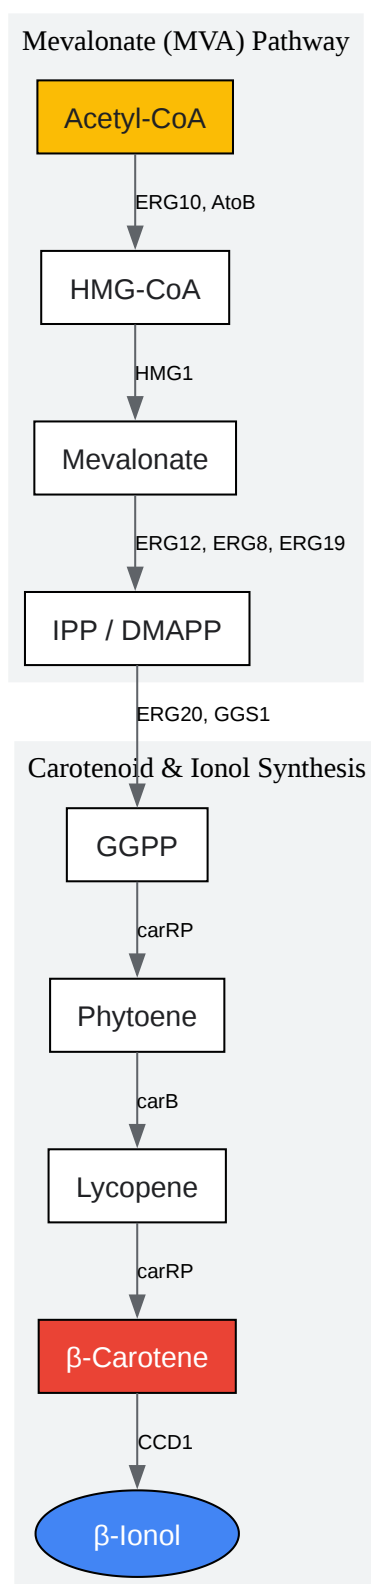 Mevalonate (MVA) Pathway
Acetyl-CoA
ERG10, AtoB
HMG-CoA
HMG1
Mevalonate
ERG12, ERG8, ERG19
IPP / DMAPP
ERG20, GGS1
Carotenoid & Ionol Synthesis
GGPP
carRP
Phytoene
carB
Lycopene
carRP
β-Carotene
CCD1
β-Ionol